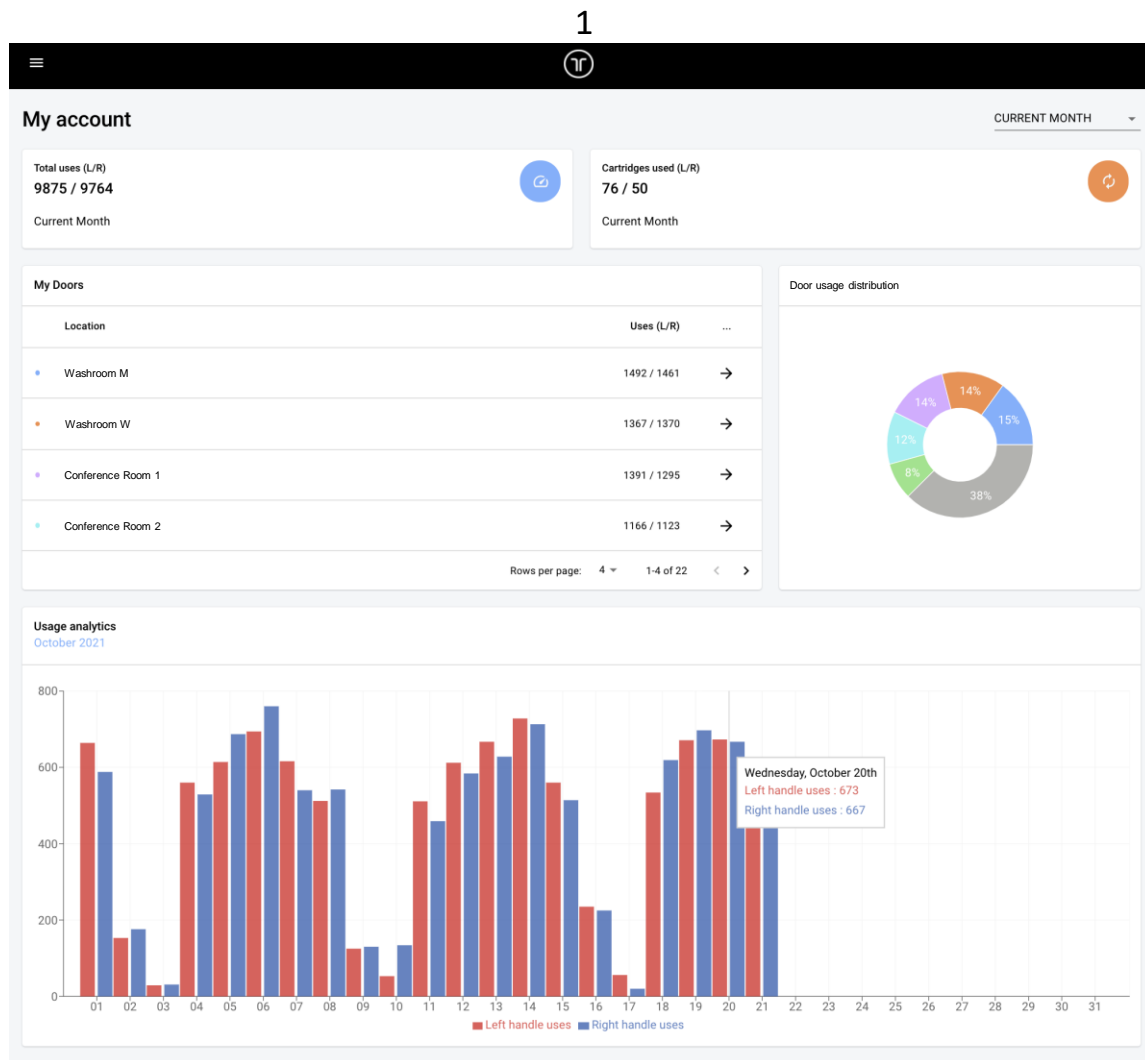 1
My account
CURRENT MONTH
Total uses (L/R)
9875 / 9764
Current Month
Cartridges used (L/R)
76 / 50
Current Month
My Doors
Location Uses (L/R) ...
Washroom M 1492 / 1461
Washroom W 1367 / 1370
Conference Room 1 1391 / 1295
Conference Room 2 1166 / 1123
Rows per page: 4 1-4 of 22
Door usage distribution
14%
14%
15%
12%
8%
38%
Usage analytics
October 2021
800
600
400
200
0
Wednesday, October 20th
Left handle uses : 673
Right handle uses : 667
01 02 03 04 05 06 07 08 09 10 11 12 13 14 15 16 17 18 19 20 21 22 23 24 25 26 27 28 29 30 31
Left handle uses Right handle uses